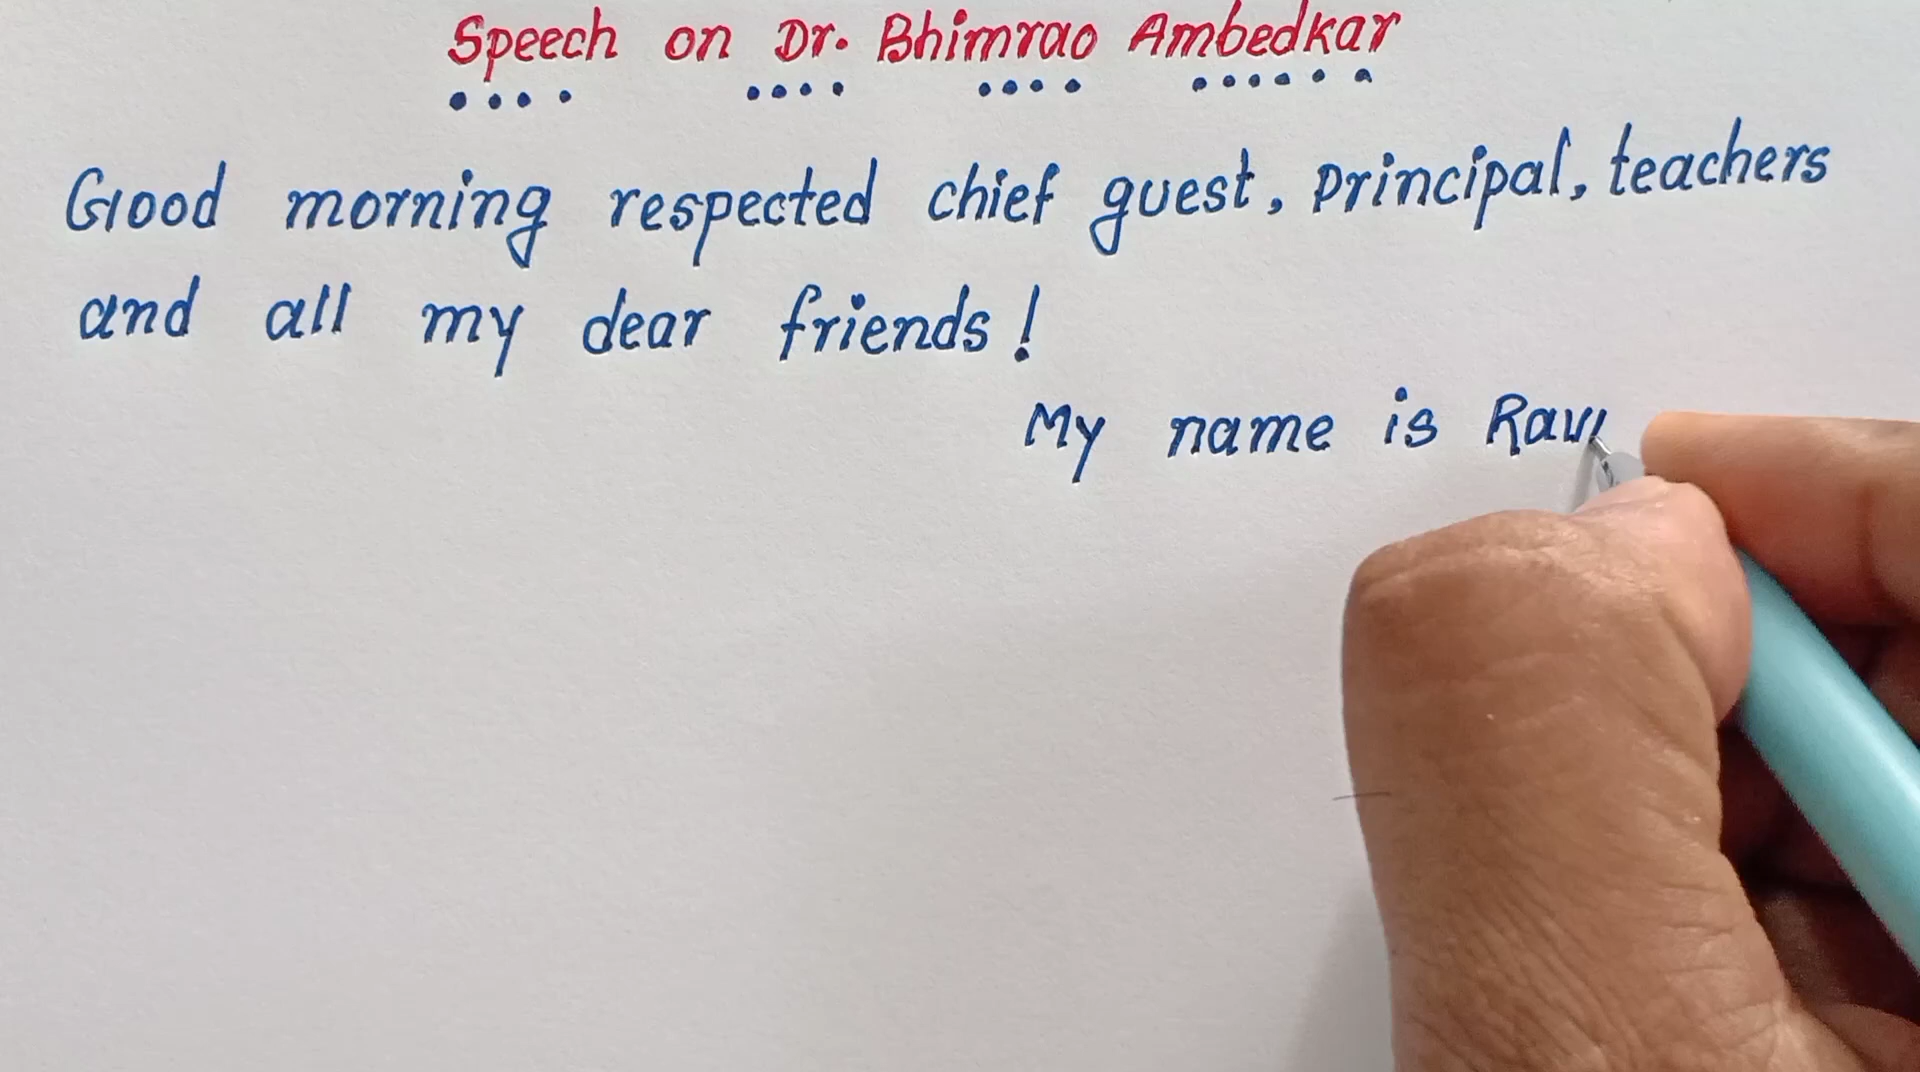 Speech on Dr. Bhimrao Ambedkar
Good morning respected chief guest, principal, teachers
and all my dear friends!
My name is Ravi